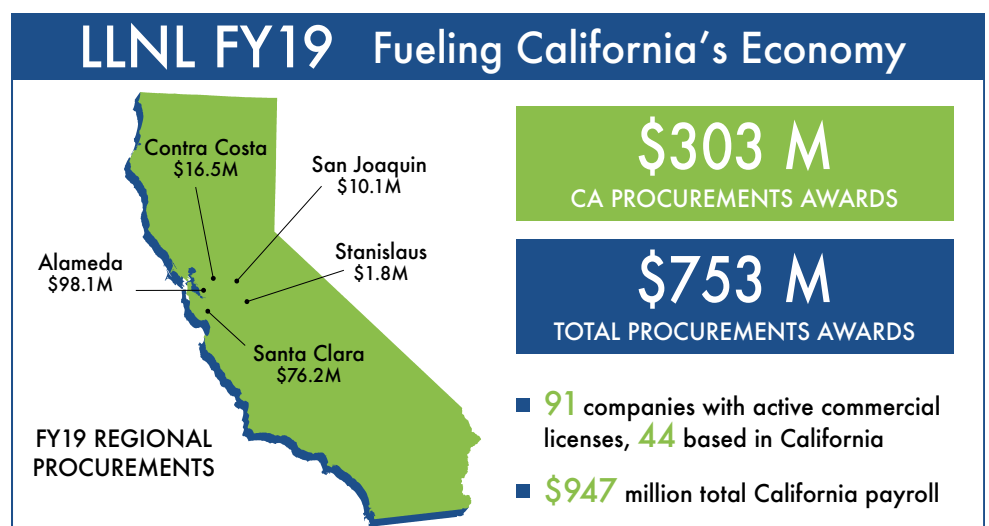 LLNL FY19 Fueling California's Economy
Contra Costa
$16.5M
San Joaquin
$10.1M
Stanislaus
$1.8M
Alameda
$98.1M
Santa Clara
$76.2M
FY19 REGIONAL
PROCUREMENTS
$303 M
CA PROCUREMENTS AWARDS
$753 M
TOTAL PROCUREMENTS AWARDS
91 companies with active commercial
licenses, 44 based in California
$947 million total California payroll